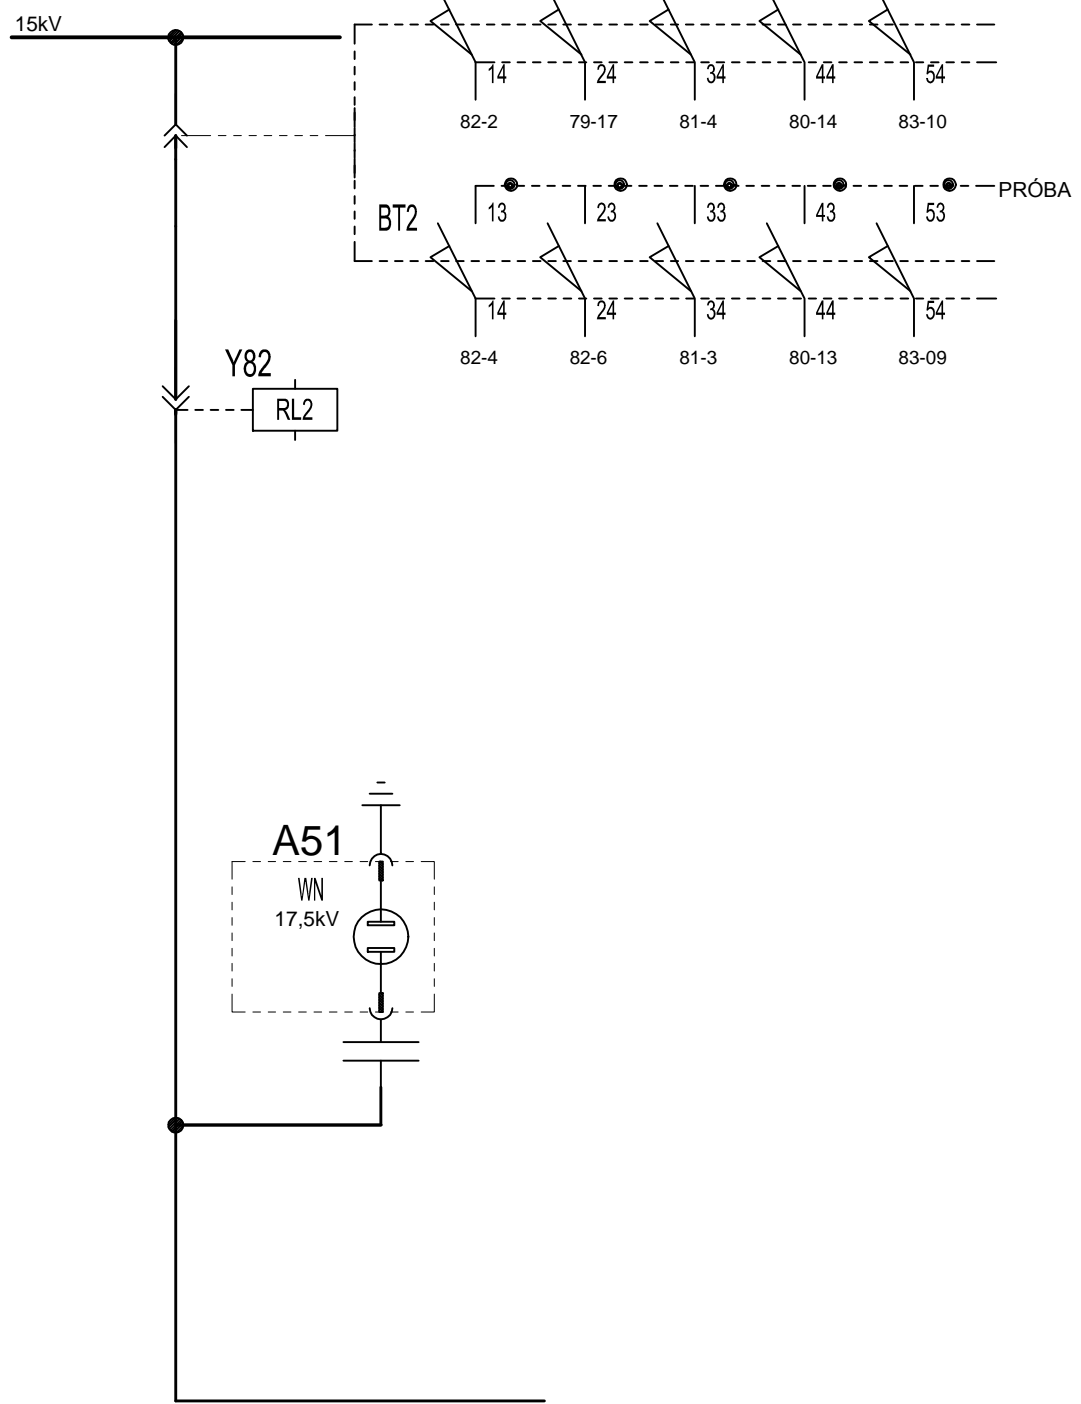 15kV
14 24 34 44 54
82-2 79-17 81-4 80-14 83-10
PRÓBA
13 23 33 43 53
BT2
14 24 34 44 54
82-4 82-6 81-3 80-13 83-09
Y82
RL2
A51
WN
17,5kV